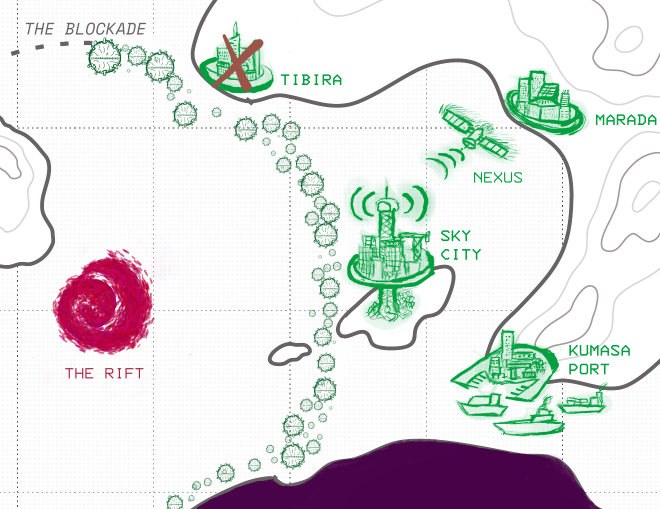 THE BLOCKADE
TIBIRA
MARADA
NEXUS
SKY
CITY
KUMASA
PORT
THE RIFT